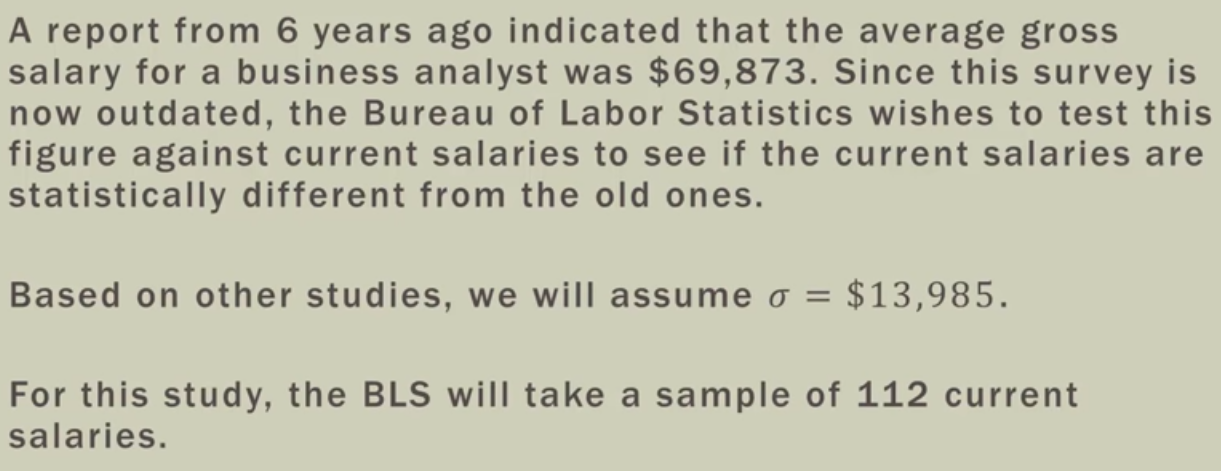 A report from 6 years ago indicated that the average gross
salary for a business analyst was $69,873. Since this survey is
now outdated, the Bureau of Labor Statistics wishes to test this
figure against current salaries to see if the current salaries are
statistically different from the old ones.
Based on other studies, we will assume σ = $13,985.
For this study, the BLS will take a sample of 112 current
salaries.